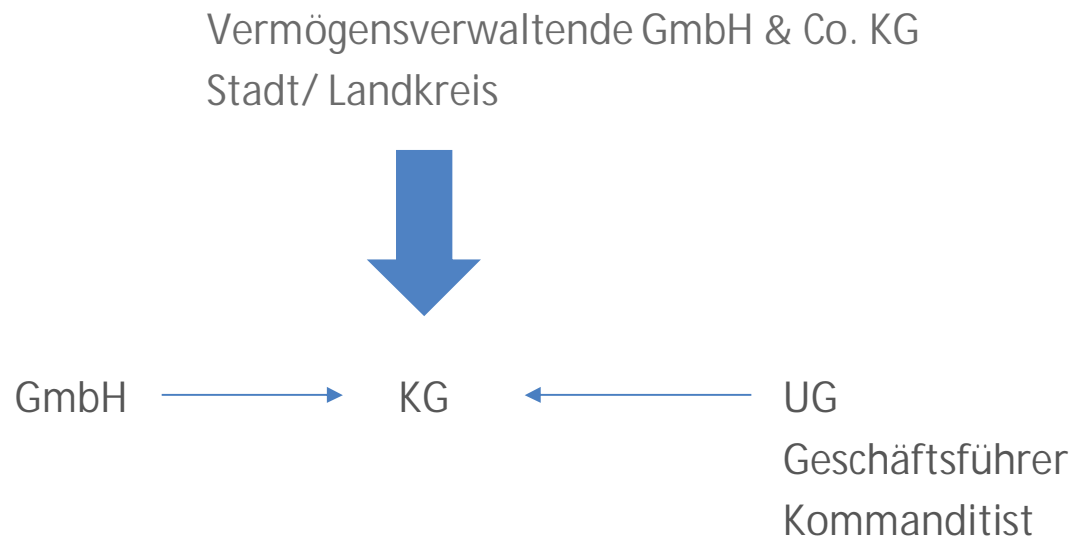 Vermögensverwaltende GmbH & Co. KG
Stadt/ Landkreis
GmbH
KG
UG
Geschäftsführer
Kommanditist